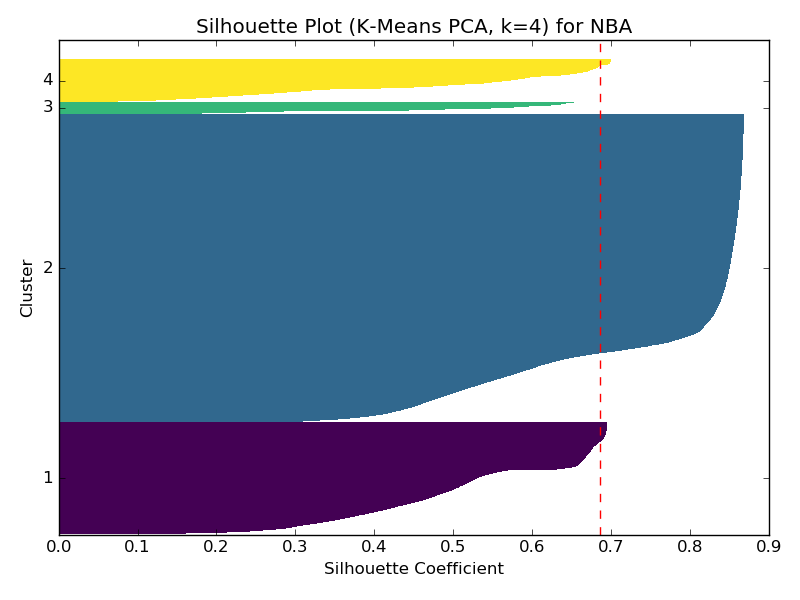 Silhouette Plot (K-Means PCA, k=4) for NBA
4
3
2
1
Cluster
0.0 0.1 0.2 0.3 0.4 0.5 0.6 0.7 0.8 0.9
Silhouette Coefficient